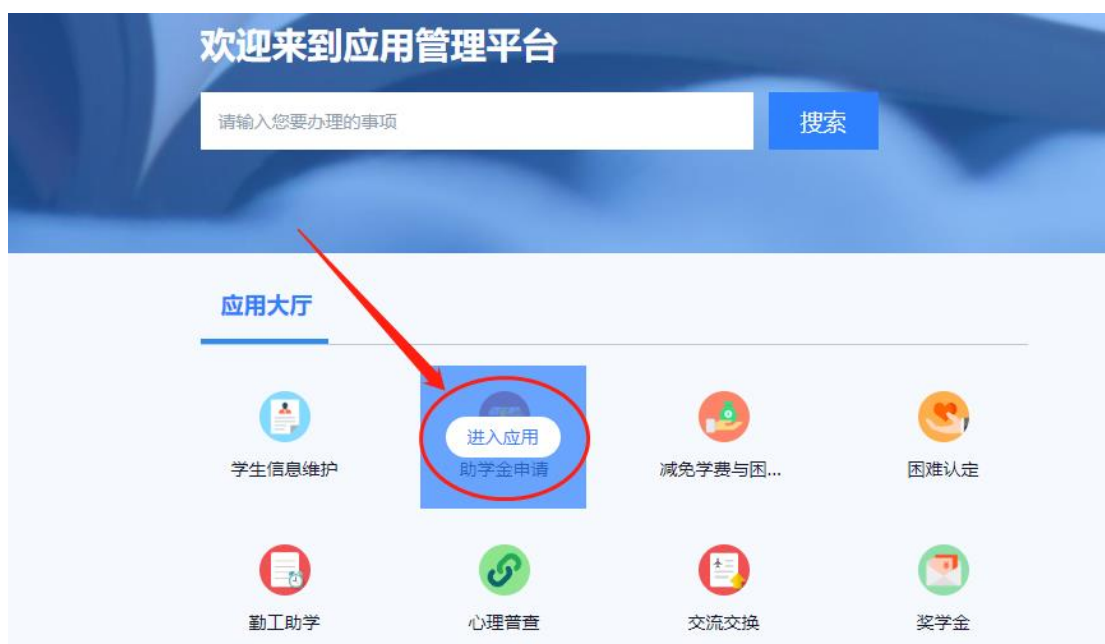 欢迎来到应用管理平台
请输入您要办理的事项
搜索
应用大厅
进入应用
学生信息维护
助学金申请
减免学费与困...
困难认定
勤工助学
心理普查
交流交换
奖学金